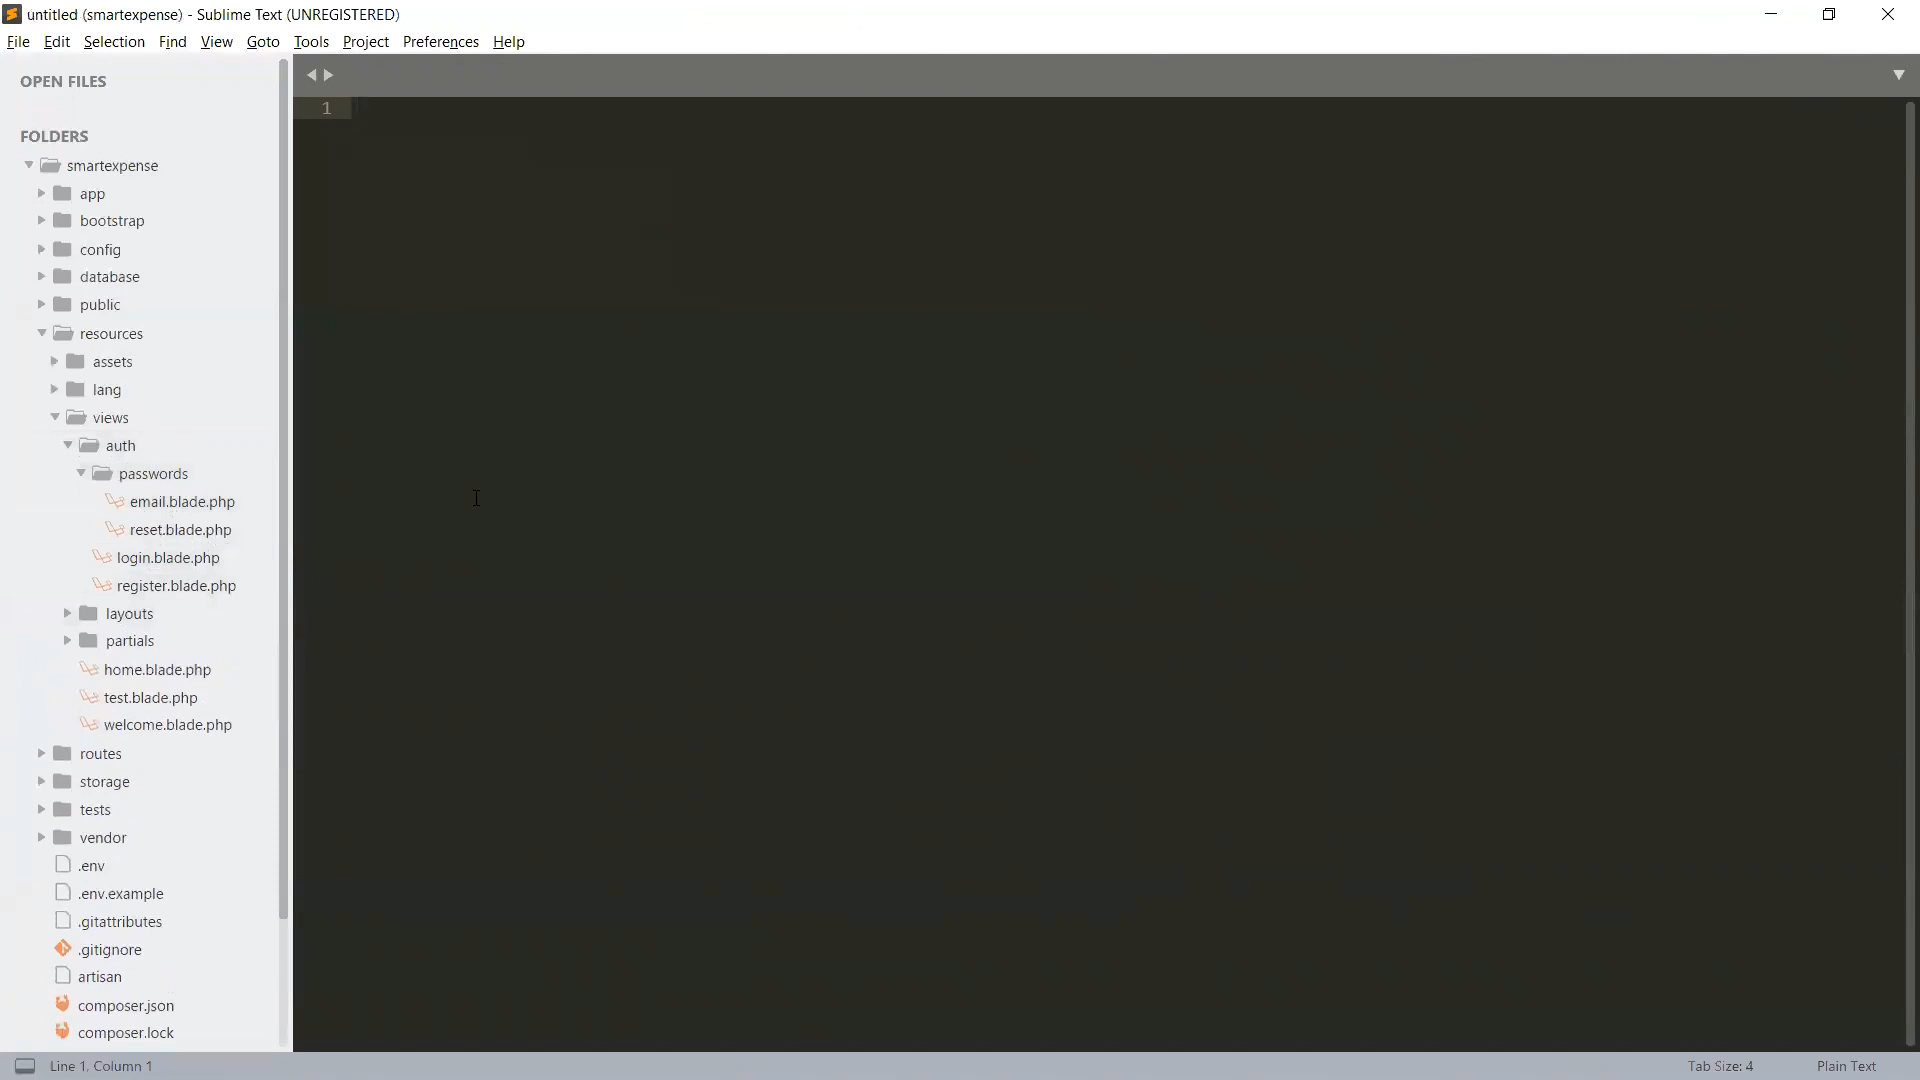 untitled (smartexpense) - Sublime Text (UNREGISTERED)
File Edit Selection Find View Goto Tools Project Preferences Help
OPEN FILES
1
FOLDERS
smartexpense
app
bootstrap
config
database
public
resources
assets
lang
views
auth
passwords
email.blade.php
reset.blade.php
login.blade.php
register.blade.php
layouts
partials
home.blade.php
test.blade.php
welcome.blade.php
routes
storage
tests
vendor
.env
.env.example
.gitattributes
.gitignore
artisan
composer.json
composer.lock
Line 1, Column 1 Tab Size: 4 Plain Text